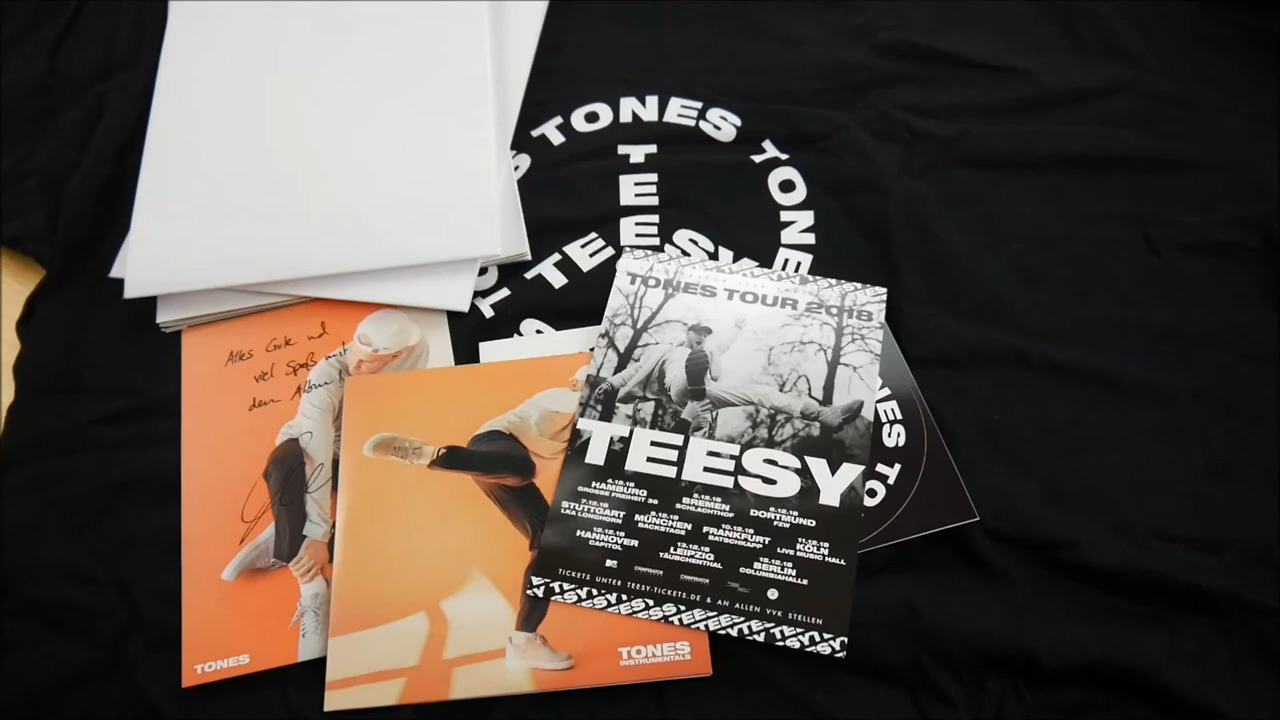 TONES TONES
TEESY
TEESY
Alles Gute und
viel Spaß mit
dem Album
TONES
TONES
INSTRUMENTALS
TONES TOUR 2018
TEESY
4.12.18
HAMBURG
GROSSE FREIHEIT 36
5.12.18
BREMEN
SCHLACHTHOF
6.12.18
DORTMUND
FZW
7.12.18
STUTTGART
LKA LONGHORN
9.12.18
MÜNCHEN
BACKSTAGE
10.12.18
FRANKFURT
BATSCHKAPP
11.12.18
KÖLN
LIVE MUSIC HALL
12.12.18
HANNOVER
CAPITOL
13.12.18
LEIPZIG
TÄUBCHENTHAL
15.12.18
BERLIN
COLUMBIAHALLE
TICKETS UNTER TEESY-TICKETS.DE & AN ALLEN VVK STELLEN
TEESY TEESY TEESY
NES TO